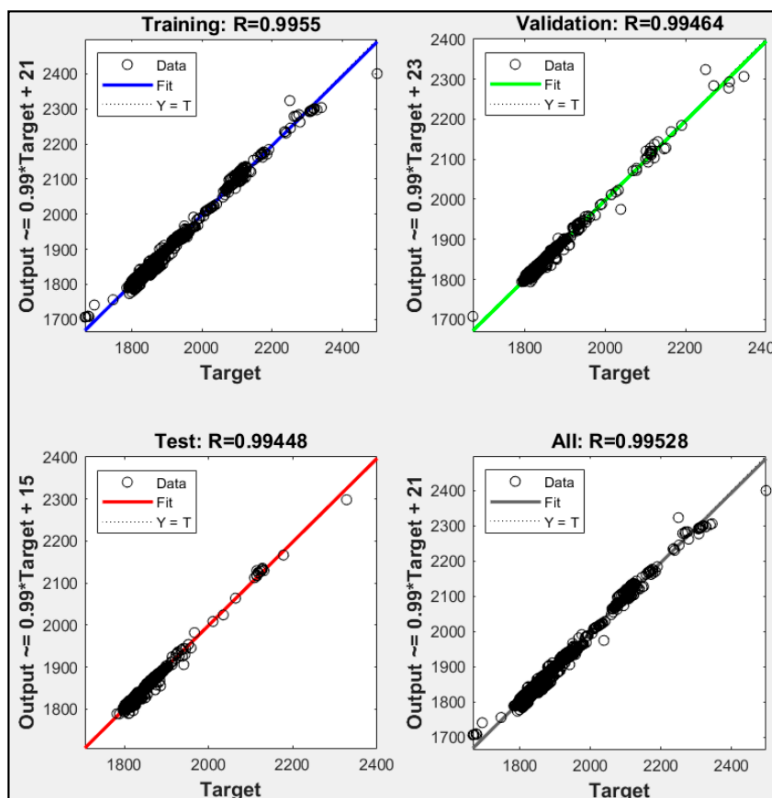 Training: R=0.9955
Output ~= 0.99*Target + 21
2400
2300
2200
2100
2000
1900
1800
1700
Data
Fit
Y = T
1800
2000
2200
2400
Target
Validation: R=0.99464
Output ~= 0.99*Target + 23
2400
2300
2200
2100
2000
1900
1800
1700
Data
Fit
Y = T
1800
2000
2200
240
Target
Test: R=0.99448
Output ~= 0.99*Target + 15
2400
2300
2200
2100
2000
1900
1800
Data
Fit
Y = T
1800
2000
2200
2400
Target
All: R=0.99528
Output ~= 0.99*Target + 21
2400
2300
2200
2100
2000
1900
1800
1700
Data
Fit
Y = T
1800
2000
2200
2400
Target